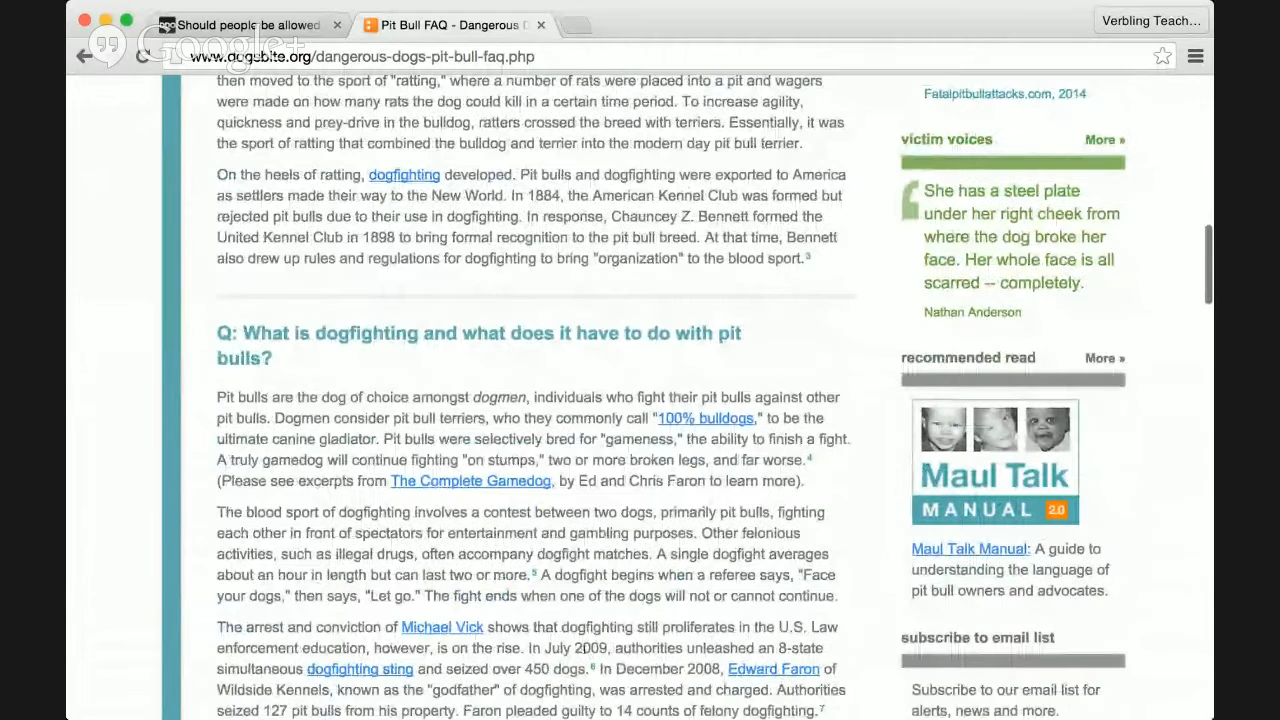 Should people be allowed
Pit Bull FAQ - Dangerous D
Verbling Teach…
Google+
www.dogsbite.org/dangerous-dogs-pit-bull-faq.php
then moved to the sport of "ratting," where a number of rats were placed into a pit and wagers
were made on how many rats the dog could kill in a certain time period. To increase agility,
quickness and prey-drive in the bulldog, ratters crossed the breed with terriers. Essentially, it was
the sport of ratting that combined the bulldog and terrier into the modern day pit bull terrier.
On the heels of ratting, dogfighting developed. Pit bulls and dogfighting were exported to America
as settlers made their way to the New World. In 1884, the American Kennel Club was formed but
rejected pit bulls due to their use in dogfighting. In response, Chauncey Z. Bennett formed the
United Kennel Club in 1898 to bring formal recognition to the pit bull breed. At that time, Bennett
also drew up rules and regulations for dogfighting to bring "organization" to the blood sport.3
Q: What is dogfighting and what does it have to do with pit
bulls?
Pit bulls are the dog of choice amongst dogmen, individuals who fight their pit bulls against other
pit bulls. Dogmen consider pit bull terriers, who they commonly call "100% bulldogs," to be the
ultimate canine gladiator. Pit bulls were selectively bred for "gameness," the ability to finish a fight.
A truly gamedog will continue fighting "on stumps," two or more broken legs, and far worse.4
(Please see excerpts from The Complete Gamedog, by Ed and Chris Faron to learn more).
The blood sport of dogfighting involves a contest between two dogs, primarily pit bulls, fighting
each other in front of spectators for entertainment and gambling purposes. Other felonious
activities, such as illegal drugs, often accompany dogfight matches. A single dogfight averages
about an hour in length but can last two or more.5 A dogfight begins when a referee says, "Face
your dogs," then says, "Let go." The fight ends when one of the dogs will not or cannot continue.
The arrest and conviction of Michael Vick shows that dogfighting still proliferates in the U.S. Law
enforcement education, however, is on the rise. In July 2009, authorities unleashed an 8-state
simultaneous dogfighting sting and seized over 450 dogs.6 In December 2008, Edward Faron of
Wildside Kennels, known as the "godfather" of dogfighting, was arrested and charged. Authorities
seized 127 pit bulls from his property. Faron pleaded guilty to 14 counts of felony dogfighting.7
Fatalpitbullattacks.com, 2014
victim voices
More »
She has a steel plate
under her right cheek from
where the dog broke her
face. Her whole face is all
scarred -- completely.
Nathan Anderson
recommended read
More »
Maul Talk
MANUAL 2.0
Maul Talk Manual: A guide to
understanding the language of
pit bull owners and advocates.
subscribe to email list
Subscribe to our email list for
alerts, news and more.